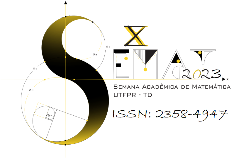 X
SEMAT
2023
SEMANA ACADÊMICA DE MATEMÁTICA
UTFPR - TD
ISSN: 2358-4947